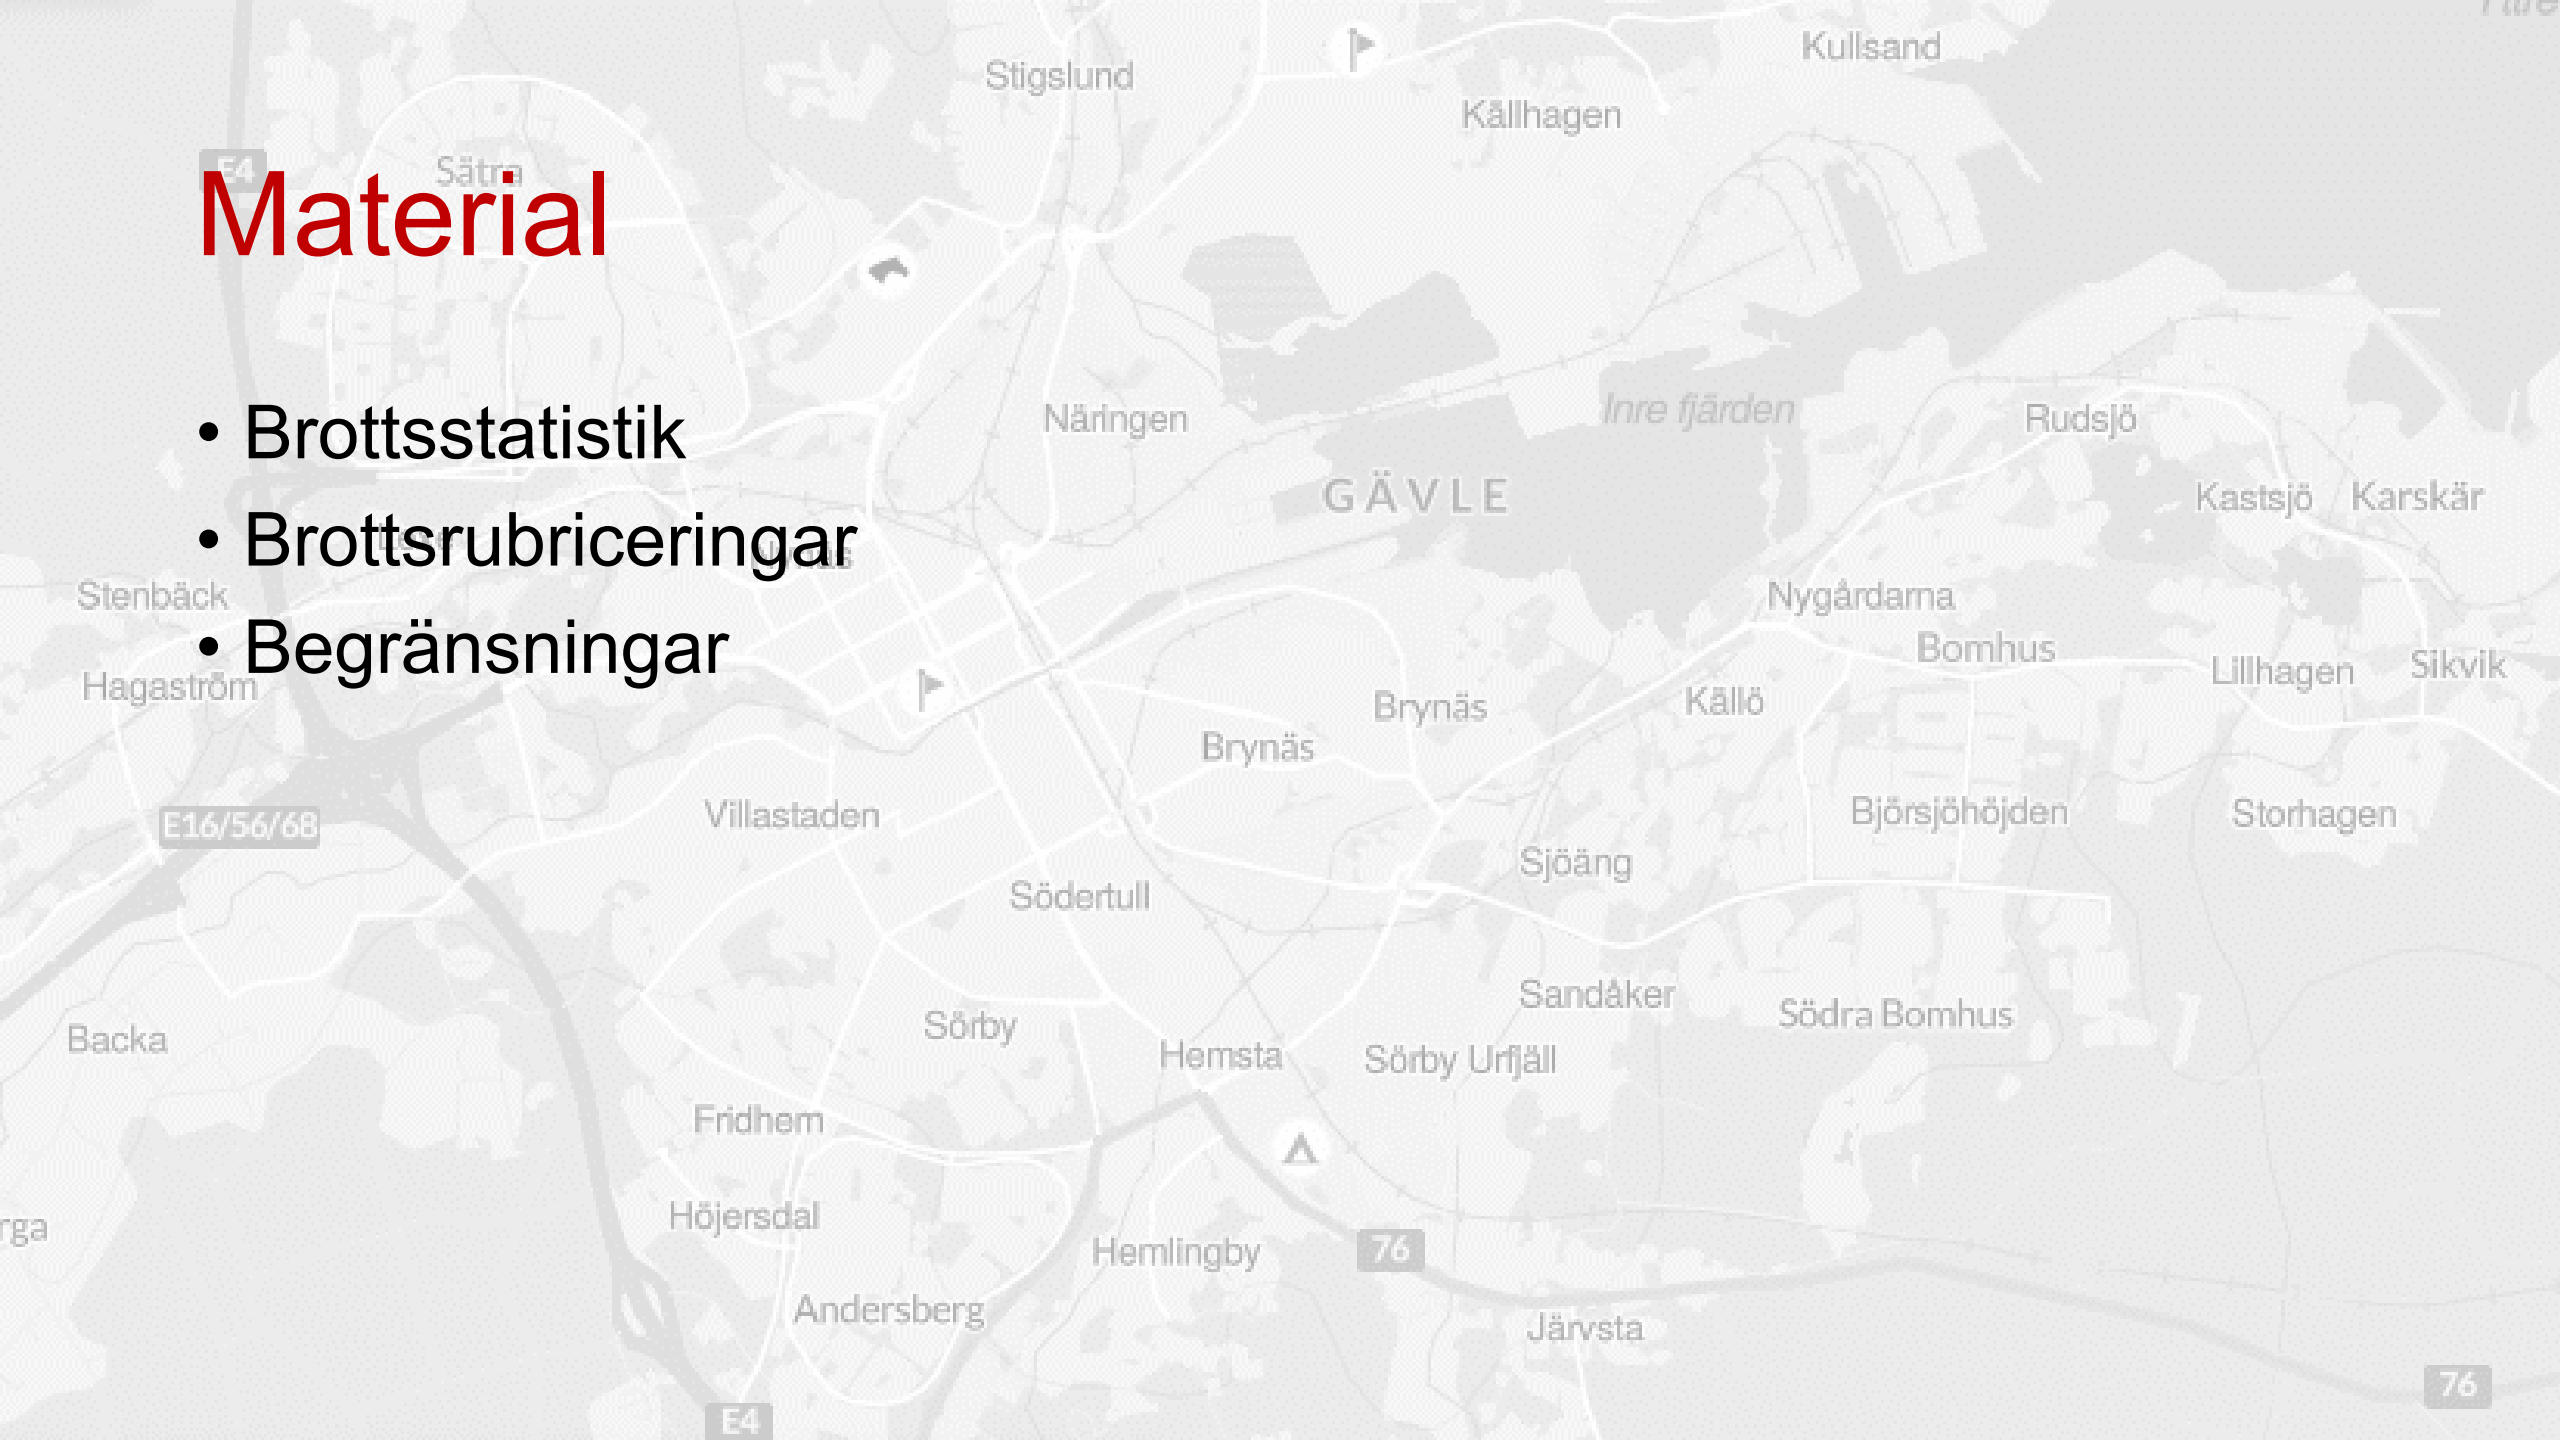 Kullsand
Stigslund
Källhagen
E4
Sätra
Material
Inre fjärden
Näringen
Rudsjö
• Brottsstatistik
GÄVLE
Kastsjö
Karskär
• Brottsrubriceringar
Stenbäck
Nygårdarna
• Begränsningar
Bomhus
Lillhagen
Sikvik
Hagaström
Källö
Brynäs
Brynäs
E16/56/68
Villastaden
Björsjöhöjden
Storhagen
Sjöäng
Södertull
Sandåker
Södra Bomhus
Sörby
Backa
Hemsta
Sörby Urfjäll
Fridhem
Höjersdal
Hemlingby
76
Andersberg
Järvsta
76
E4